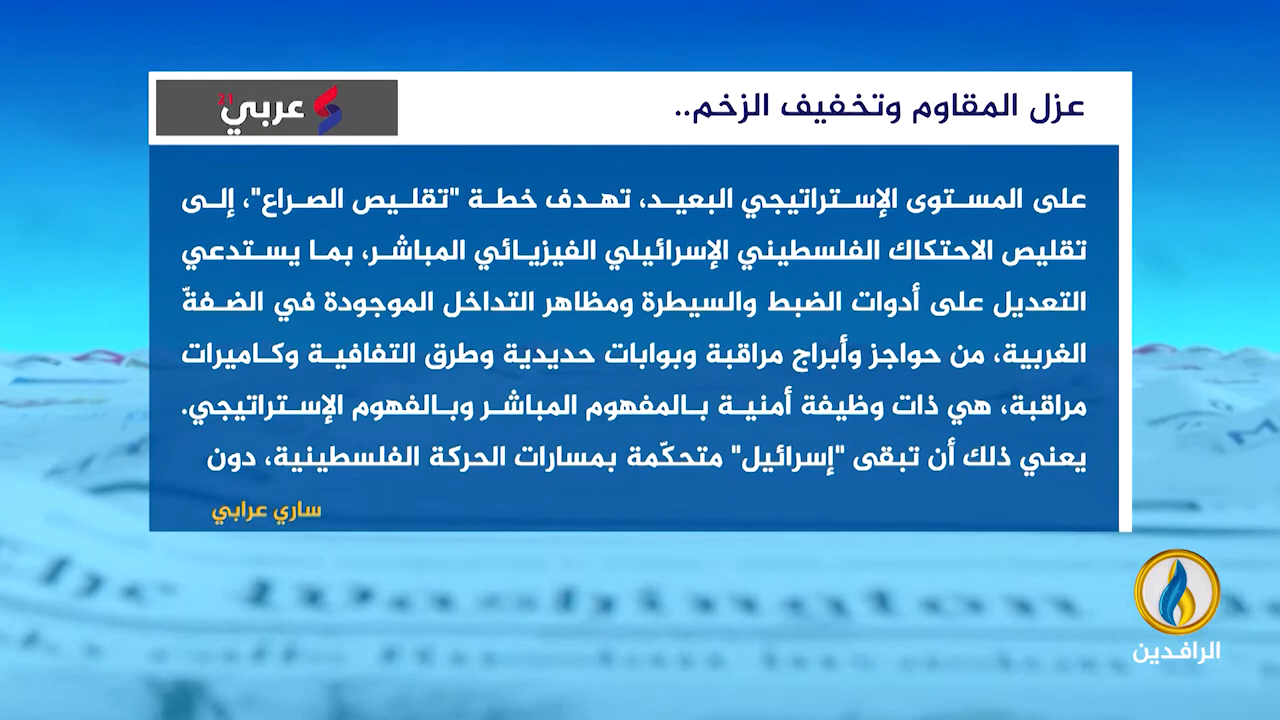 عزل المقاوم وتخفيف الزخم..
عربي 21
على المستوى الإستراتيجي البعيد، تهدف خطة "تقليص الصراع"، إلى
تقليص الاحتكاك الفلسطيني الإسرائيلي الفيزيائي المباشر، بما يستدعي
التعديل على أدوات الضبط والسيطرة ومظاهر التداخل الموجودة في الضفةّ
الغربية، من حواجز وأبراج مراقبة وبوابات حديدية وطرق التفافية وكاميرات
مراقبة، هي ذات وظيفة أمنية بالمفهوم المباشر وبالفهوم الإستراتيجي.
يعني ذلك أن تبقى "إسرائيل" متحكّمة بمسارات الحركة الفلسطينية، دون
ساري عرابي
الرافدين